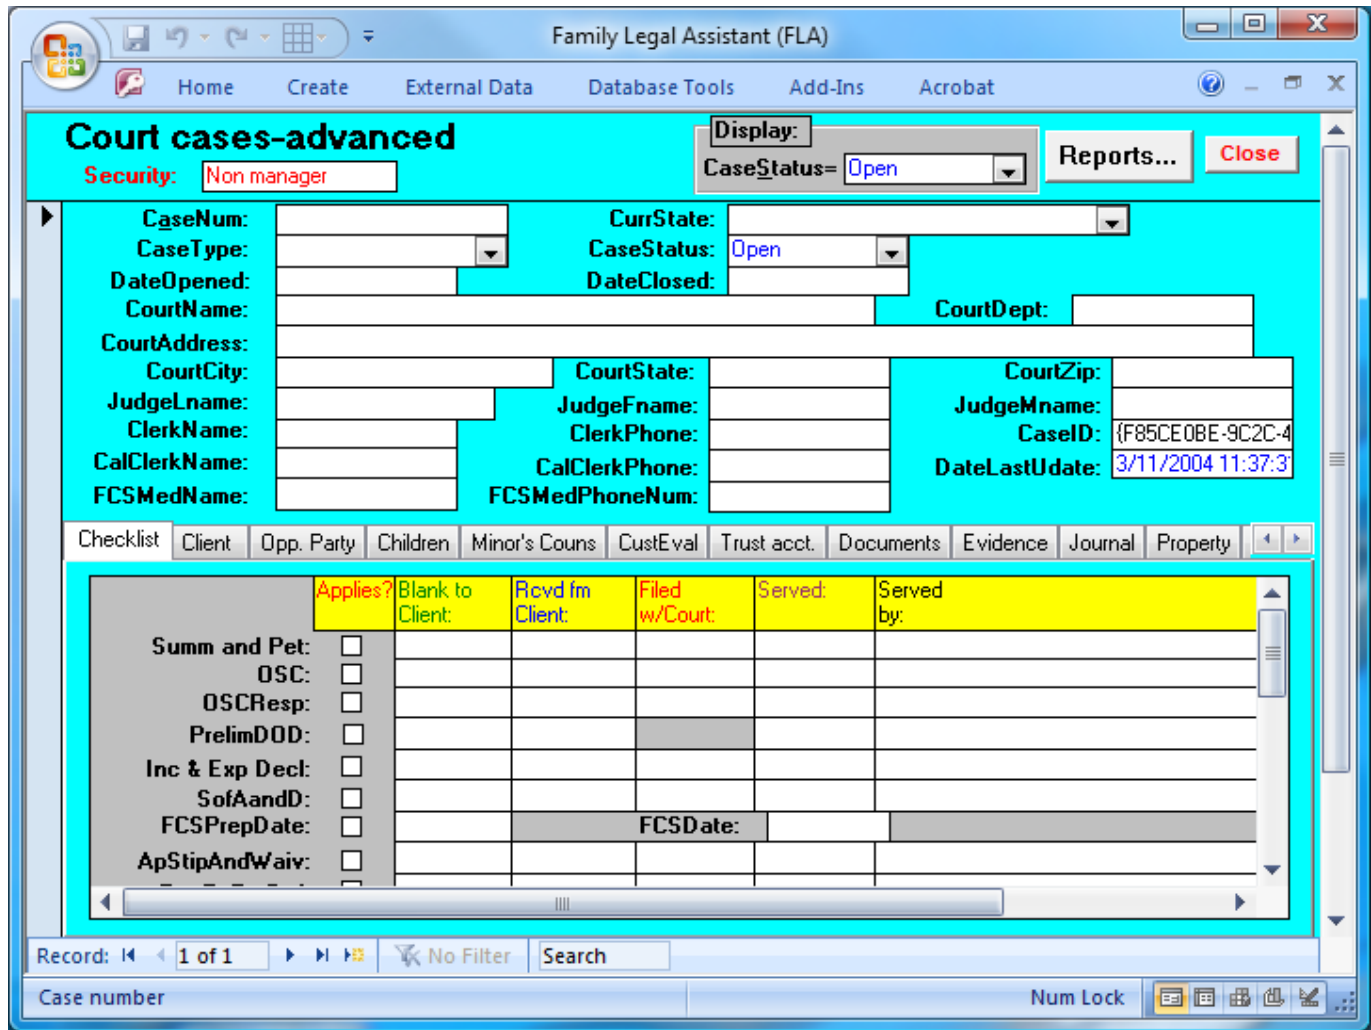 Family Legal Assistant (FLA)
Home Create External Data Database Tools Add-Ins Acrobat
Court cases-advanced
Display:
Security: Non manager
CaseStatus= Open
Reports...
Close
CaseNum: CurrState:
CaseType: CaseStatus: Open
DateOpened: DateClosed:
CourtName: CourtDept:
CourtAddress:
CourtCity: CourtState: CourtZip:
JudgeLname: JudgeFname: JudgeMname:
ClerkName: ClerkPhone: CaseID: {F85CE0BE-9C2C-4
CalClerkName: CalClerkPhone: DateLastUdate: 3/11/2004 11:37:3
FCSMedName: FCSMedPhoneNum:
Checklist Client Opp. Party Children Minor's Couns CustEval Trust acct. Documents Evidence Journal Property
Applies? Blank to Rcvd fm Filed Served: Served
Client: Client: w/Court: by:
Summ and Pet:
OSC:
OSCResp:
PrelimDOD:
Inc & Exp Decl:
SofAandD:
FCSPrepDate: FCSDate:
ApStipAndWaiv:
Record: 1 of 1 No Filter Search
Case number Num Lock